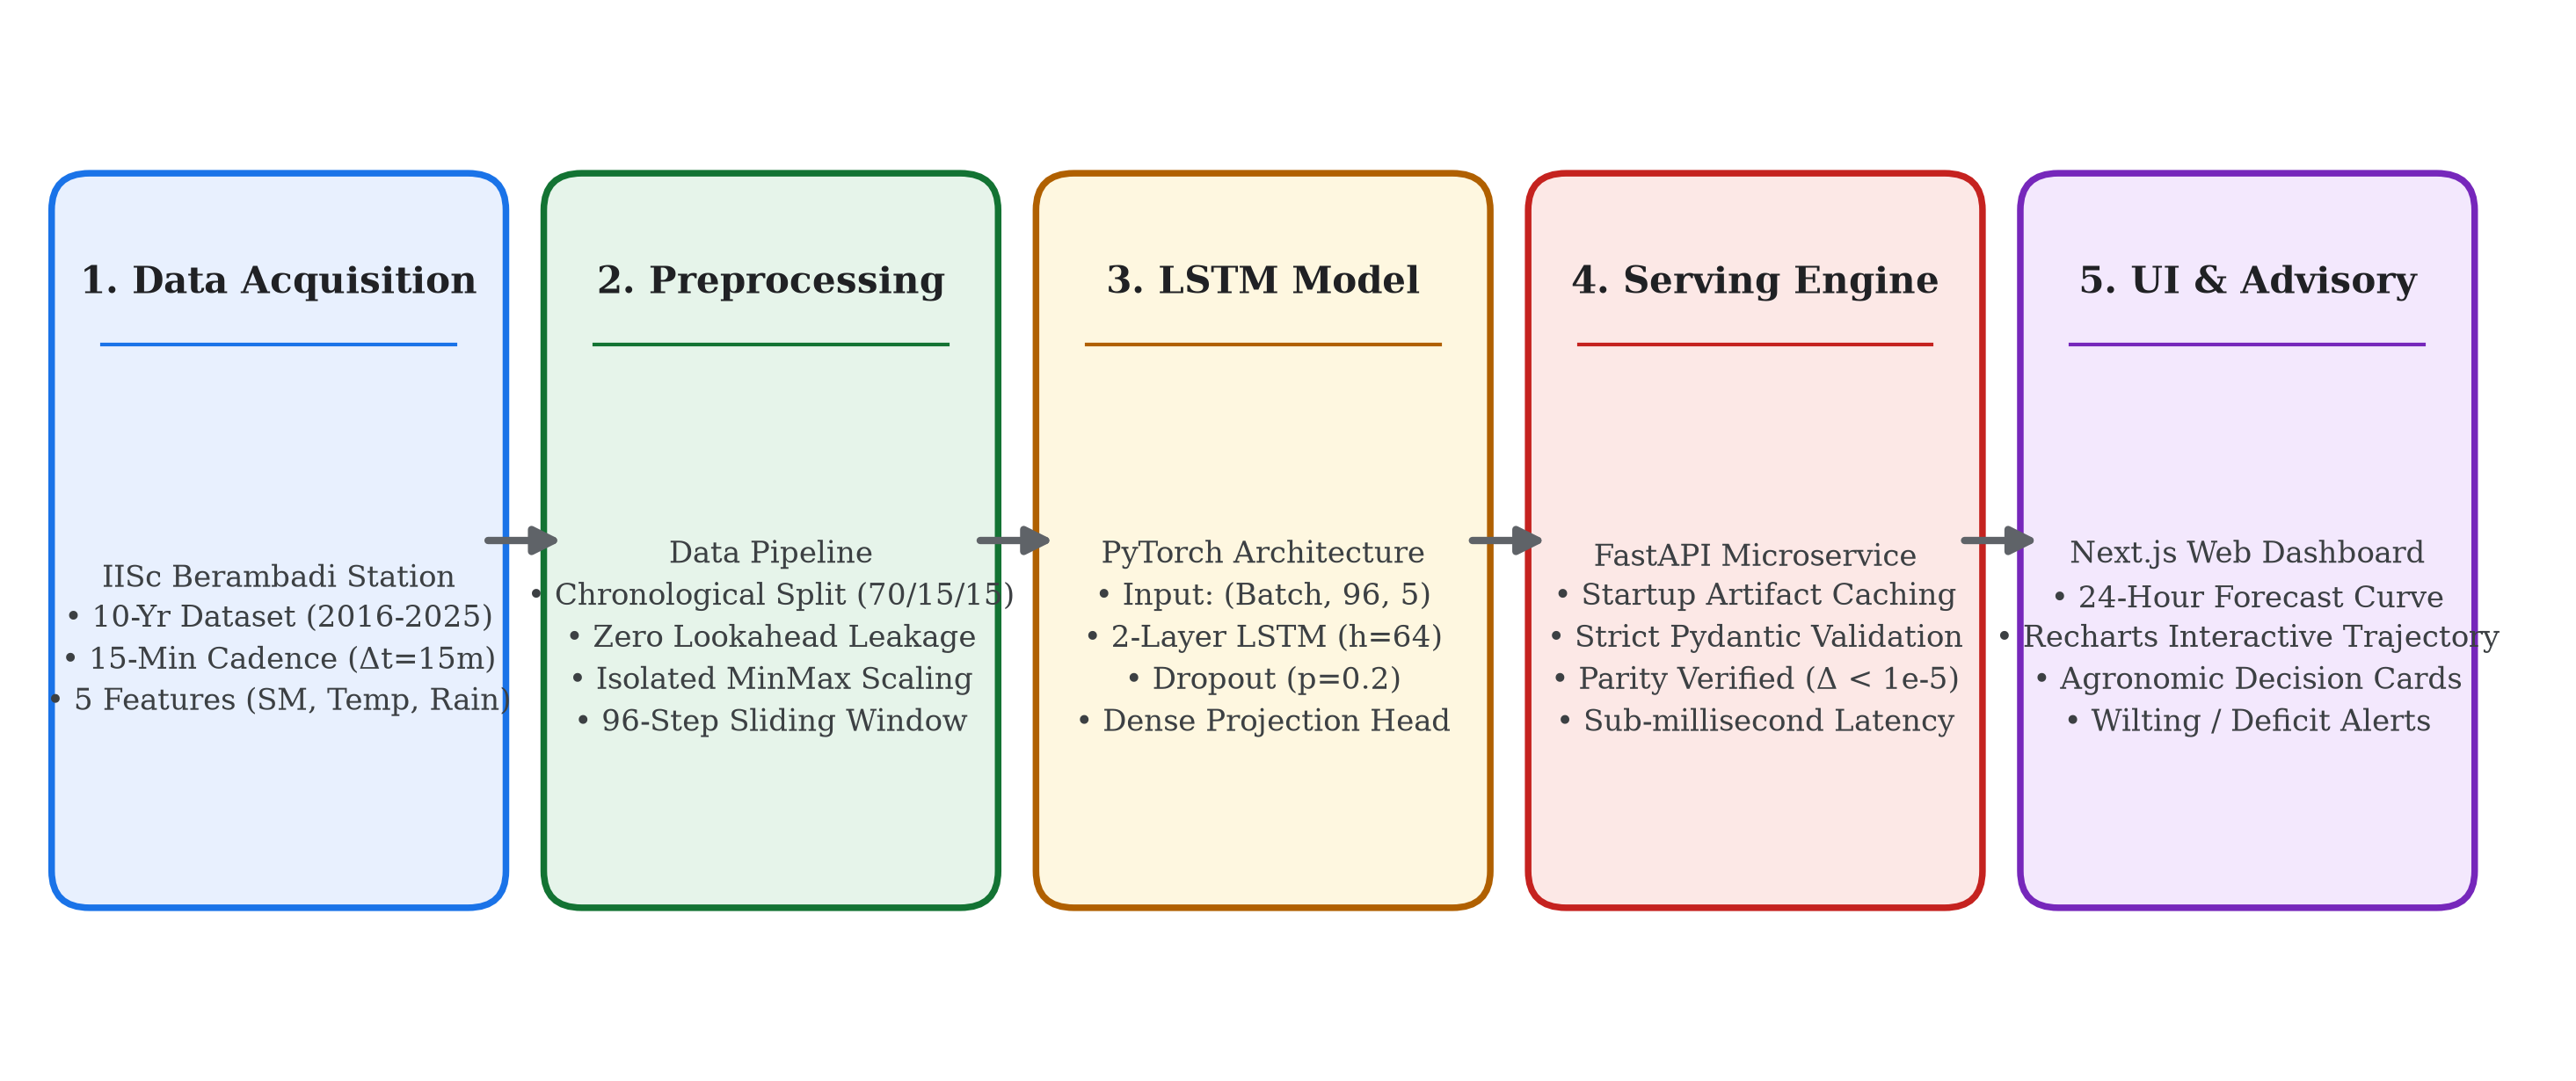 1. Data Acquisition
IISc Berambadi Station
• 10-Yr Dataset (2016-2025)
• 15-Min Cadence (Δt=15m)
• 5 Features (SM, Temp, Rain)
2. Preprocessing
Data Pipeline
• Chronological Split (70/15/15)
• Zero Lookahead Leakage
• Isolated MinMax Scaling
• 96-Step Sliding Window
3. LSTM Model
PyTorch Architecture
• Input: (Batch, 96, 5)
• 2-Layer LSTM (h=64)
• Dropout (p=0.2)
• Dense Projection Head
4. Serving Engine
FastAPI Microservice
• Startup Artifact Caching
• Strict Pydantic Validation
• Parity Verified (Δ < 1e-5)
• Sub-millisecond Latency
5. UI & Advisory
Next.js Web Dashboard
• 24-Hour Forecast Curve
• Recharts Interactive Trajectory
• Agronomic Decision Cards
• Wilting / Deficit Alerts